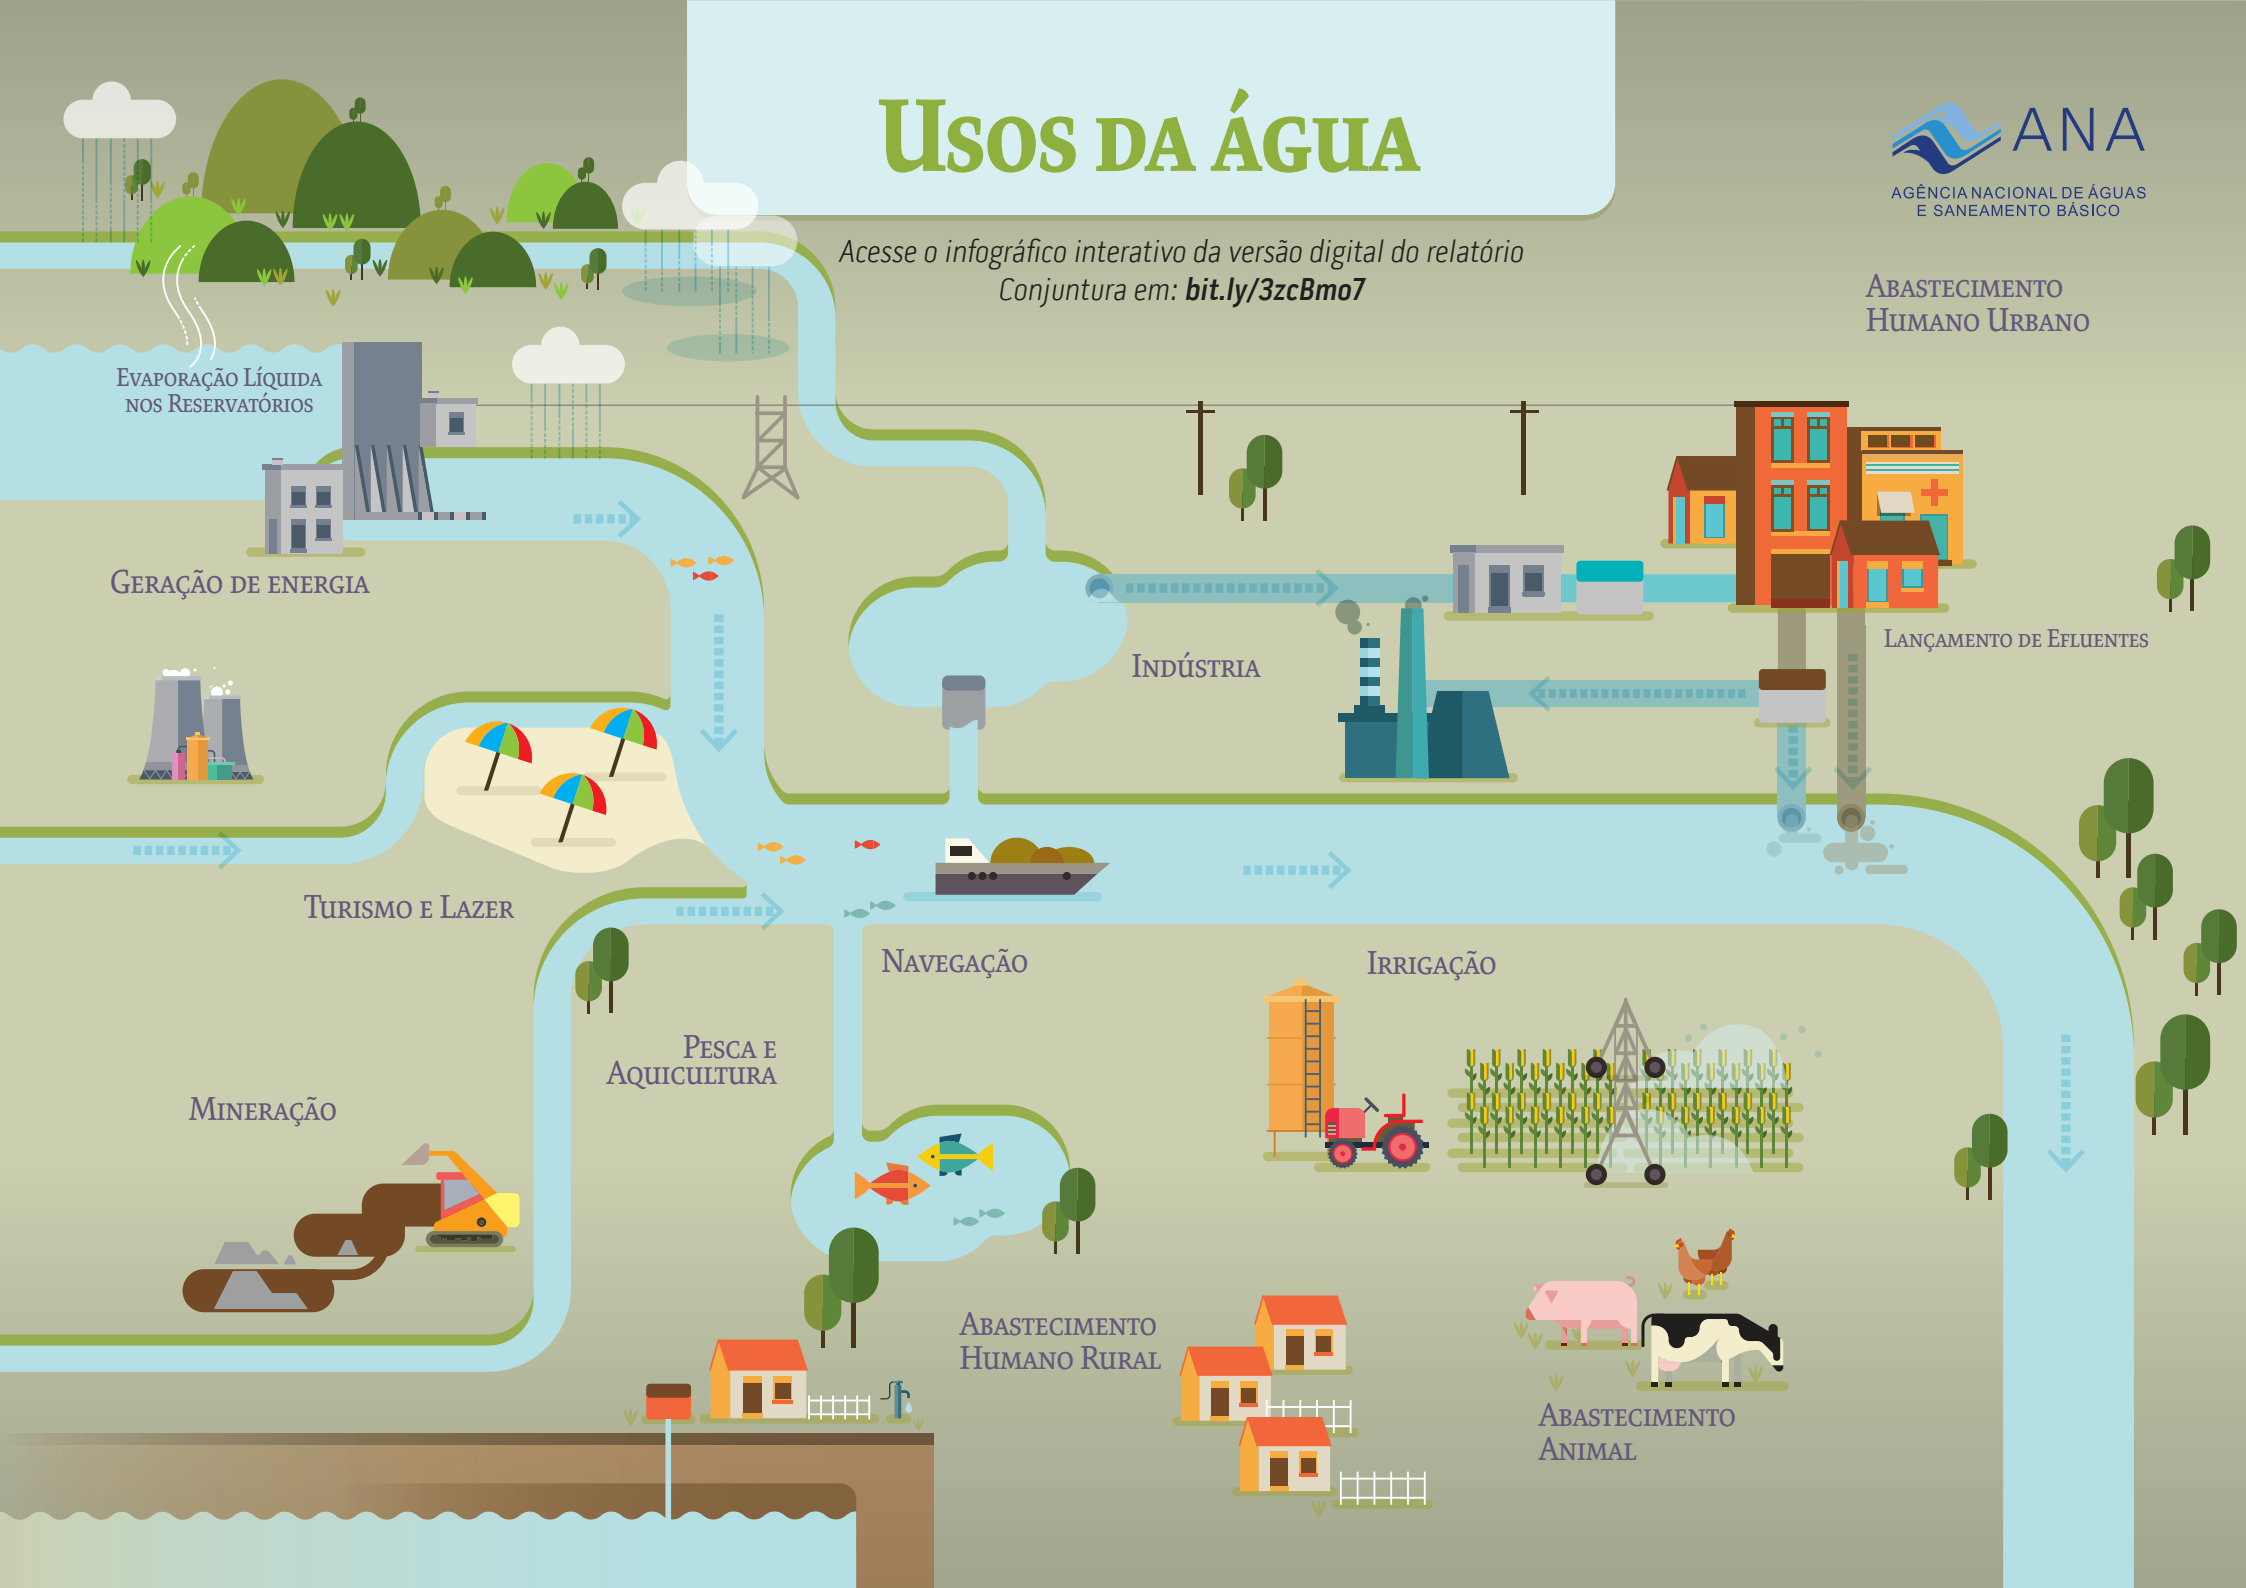 Usos da água
ANA
AGÊNCIA NACIONAL DE ÁGUAS
E SANEAMENTO BÁSICO
Acesse o infográfico interativo da versão digital do relatório
Conjuntura em: bit.ly/3zcBmo7
Abastecimento
Humano Urbano
Evaporação Líquida
nos Reservatórios
Geração de energia
Indústria
Lançamento de Efluentes
Turismo e Lazer
Navegação
Irrigação
Pesca e
Aquicultura
Mineração
Abastecimento
Humano Rural
Abastecimento
Animal